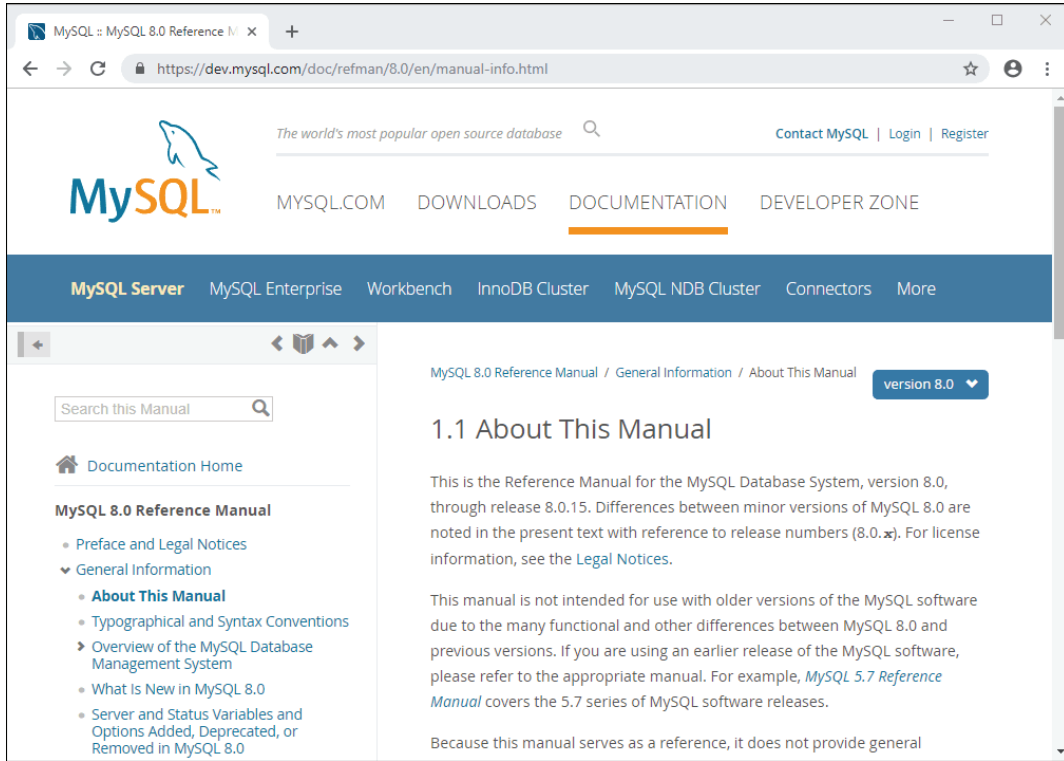 MySQL :: MySQL 8.0 Reference M
https://dev.mysql.com/doc/refman/8.0/en/manual-info.html
The world's most popular open source database
Contact MySQL | Login | Register
MySQL™
MYSQL.COM DOWNLOADS DOCUMENTATION DEVELOPER ZONE
MySQL Server MySQL Enterprise Workbench InnoDB Cluster MySQL NDB Cluster Connectors More
Search this Manual
Documentation Home
MySQL 8.0 Reference Manual
Preface and Legal Notices
General Information
About This Manual
Typographical and Syntax Conventions
Overview of the MySQL Database
Management System
What Is New in MySQL 8.0
Server and Status Variables and
Options Added, Deprecated, or
Removed in MySQL 8.0
MySQL 8.0 Reference Manual / General Information / About This Manual
version 8.0
1.1 About This Manual
This is the Reference Manual for the MySQL Database System, version 8.0,
through release 8.0.15. Differences between minor versions of MySQL 8.0 are
noted in the present text with reference to release numbers (8.0.x). For license
information, see the Legal Notices.
This manual is not intended for use with older versions of the MySQL software
due to the many functional and other differences between MySQL 8.0 and
previous versions. If you are using an earlier release of the MySQL software,
please refer to the appropriate manual. For example, MySQL 5.7 Reference
Manual covers the 5.7 series of MySQL software releases.
Because this manual serves as a reference, it does not provide general